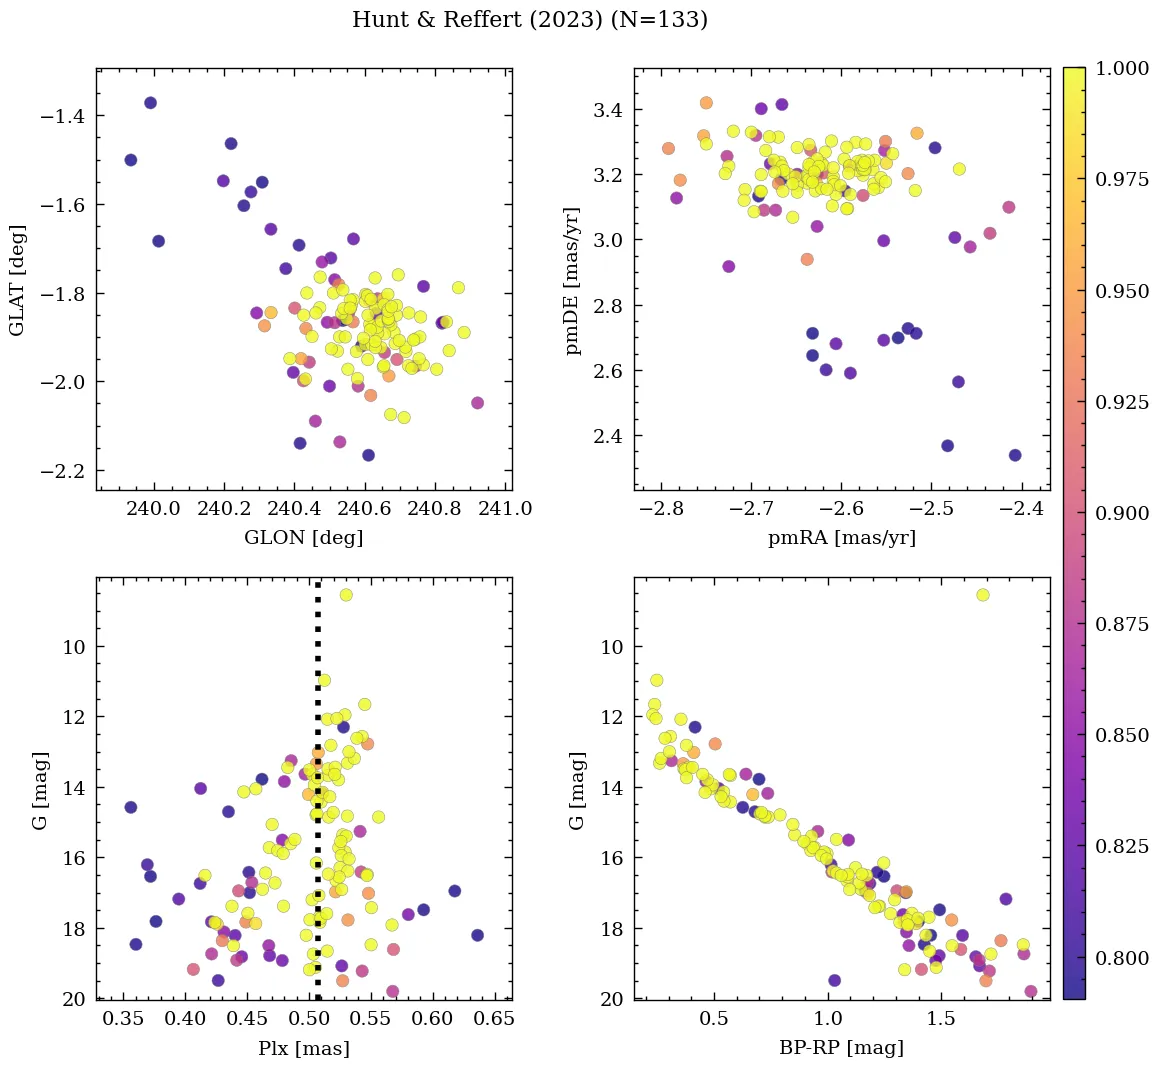 Hunt & Reffert (2023) (N=133)
−1.4
−1.6
−1.8
−2.0
−2.2
GLAT [deg]
240.0 240.2 240.4 240.6 240.8 241.0
GLON [deg]
3.4
3.2
3.0
2.8
2.6
2.4
pmDE [mas/yr]
−2.8 −2.7 −2.6 −2.5 −2.4
pmRA [mas/yr]
10
12
14
16
18
20
G [mag]
0.35 0.40 0.45 0.50 0.55 0.60 0.65
Plx [mas]
10
12
14
16
18
20
G [mag]
0.5 1.0 1.5
BP-RP [mag]
1.000
0.975
0.950
0.925
0.900
0.875
0.850
0.825
0.800